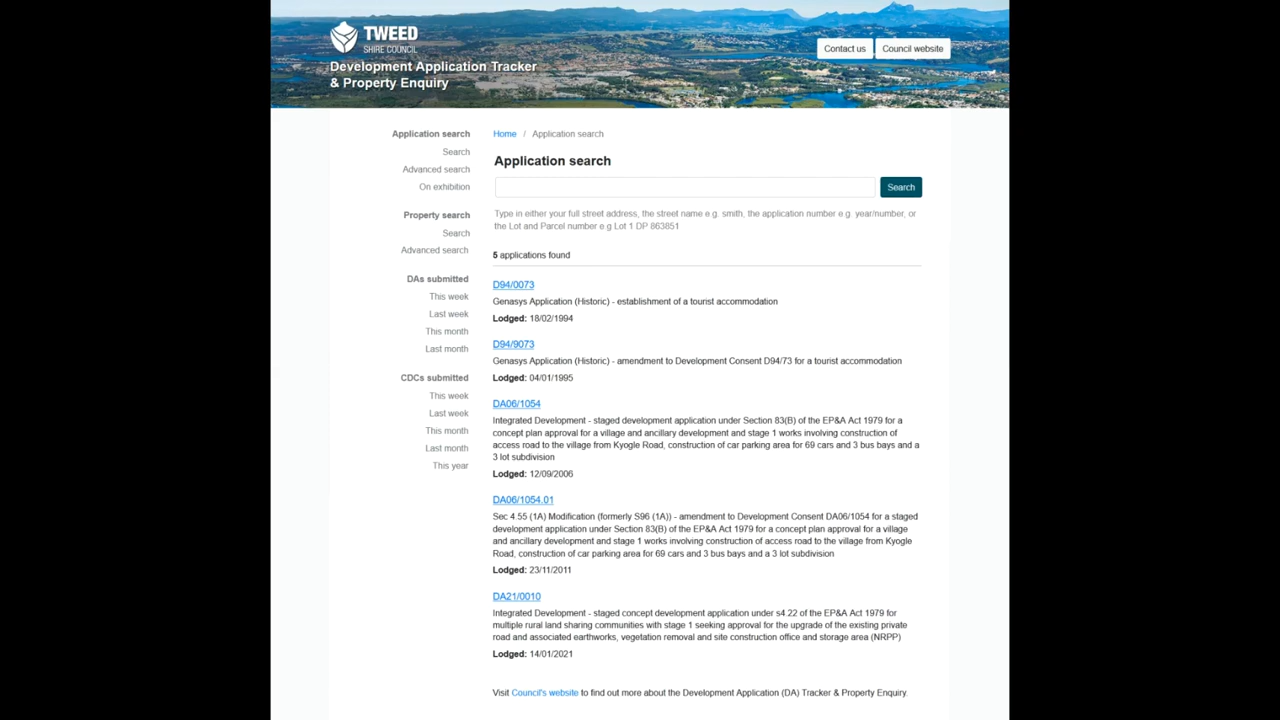 TWEED
SHIRE COUNCIL
Development Application Tracker
& Property Enquiry
Contact us
Council website
Application search
Search
Advanced search
On exhibition
Property search
Search
Advanced search
DAs submitted
This week
Last week
This month
Last month
CDCs submitted
This week
Last week
This month
Last month
This year
Home / Application search
Application search
Search
Type in either your full street address, the street name e.g. smith, the application number e.g. year/number, or
the Lot and Parcel number e.g Lot 1 DP 863851
5 applications found
D94/0073
Genasys Application (Historic) - establishment of a tourist accommodation
Lodged: 18/02/1994
D94/9073
Genasys Application (Historic) - amendment to Development Consent D94/73 for a tourist accommodation
Lodged: 04/01/1995
DA06/1054
Integrated Development - staged development application under Section 83(B) of the EP&A Act 1979 for a
concept plan approval for a village and ancillary development and stage 1 works involving construction of
access road to the village from Kyogle Road, construction of car parking area for 69 cars and 3 bus bays and a
3 lot subdivision
Lodged: 12/09/2006
DA06/1054.01
Sec 4.55 (1A) Modification (formerly S96 (1A)) - amendment to Development Consent DA06/1054 for a staged
development application under Section 83(B) of the EP&A Act 1979 for a concept plan approval for a village
and ancillary development and stage 1 works involving construction of access road to the village from Kyogle
Road, construction of car parking area for 69 cars and 3 bus bays and a 3 lot subdivision
Lodged: 23/11/2011
DA21/0010
Integrated Development - staged concept development application under s4.22 of the EP&A Act 1979 for
multiple rural land sharing communities with stage 1 seeking approval for the upgrade of the existing private
road and associated earthworks, vegetation removal and site construction office and storage area (NRPP)
Lodged: 14/01/2021
Visit Council's website to find out more about the Development Application (DA) Tracker & Property Enquiry.